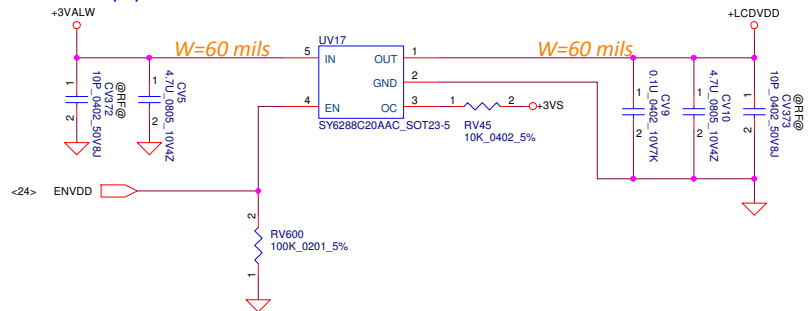 +3VALW
+LCDVDD
W=60 mils
UV17
W=60 mils
5
IN
OUT
1
GND
2
4
EN
OC
3
1
2
+3VS
SY6288C20AAC_SOT23-5
RV45
10K_0402_5%
1
2
@RF@
CV372
10P_0402_50V8J
1
2
CV5
4.7U_0805_10V4Z
1
2
CV9
0.1U_0402_10V7K
1
2
CV10
4.7U_0805_10V4Z
1
2
@RF@
CV373
10P_0402_50V8J
<24>
ENVDD
2
1
RV600
100K_0201_5%